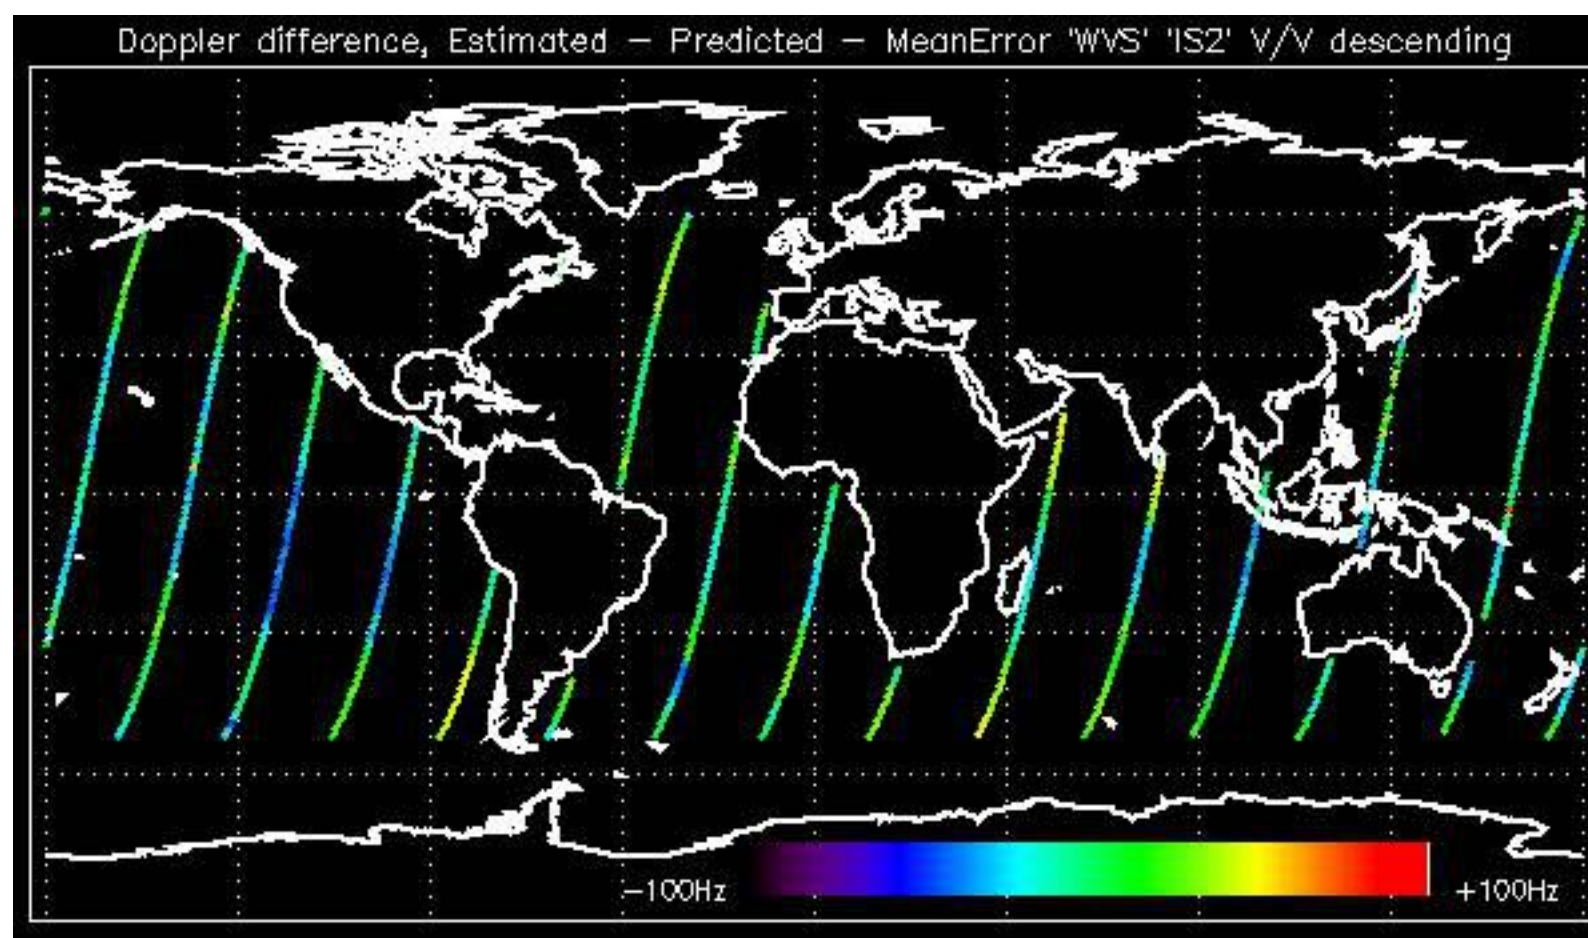 Doppler difference, Estimated – Predicted – MeanError 'WVS' 'IS2' V/V descending
–100Hz +100Hz